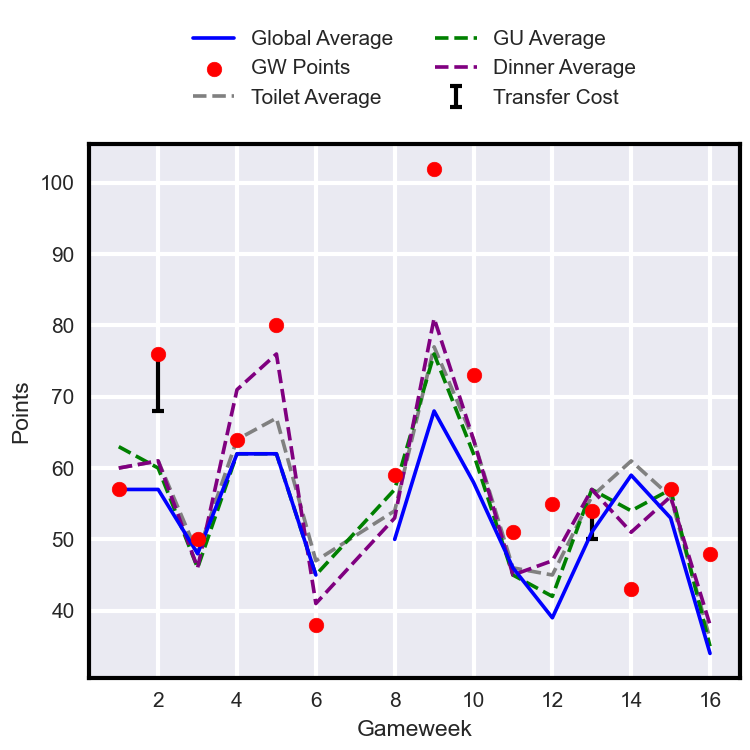 Global Average GU Average
GW Points Dinner Average
Toilet Average Transfer Cost
100
90
80
70
60
50
40
Points
2 4 6 8 10 12 14 16
Gameweek